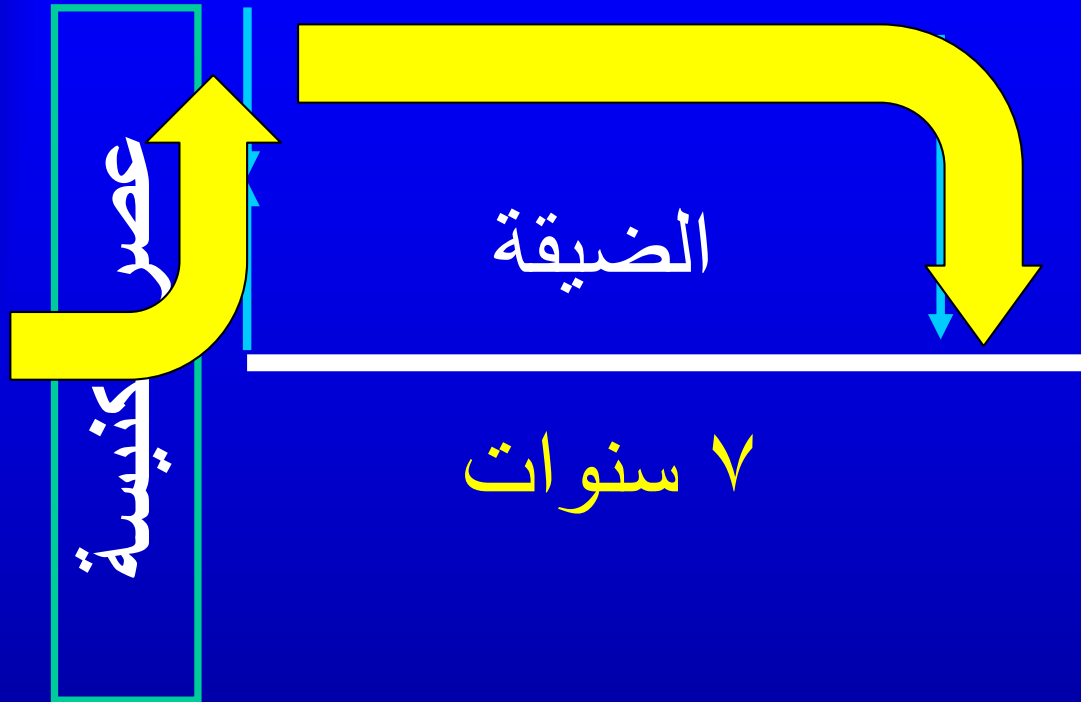 عصر كنيسة
الضيقة
٧ سنوات